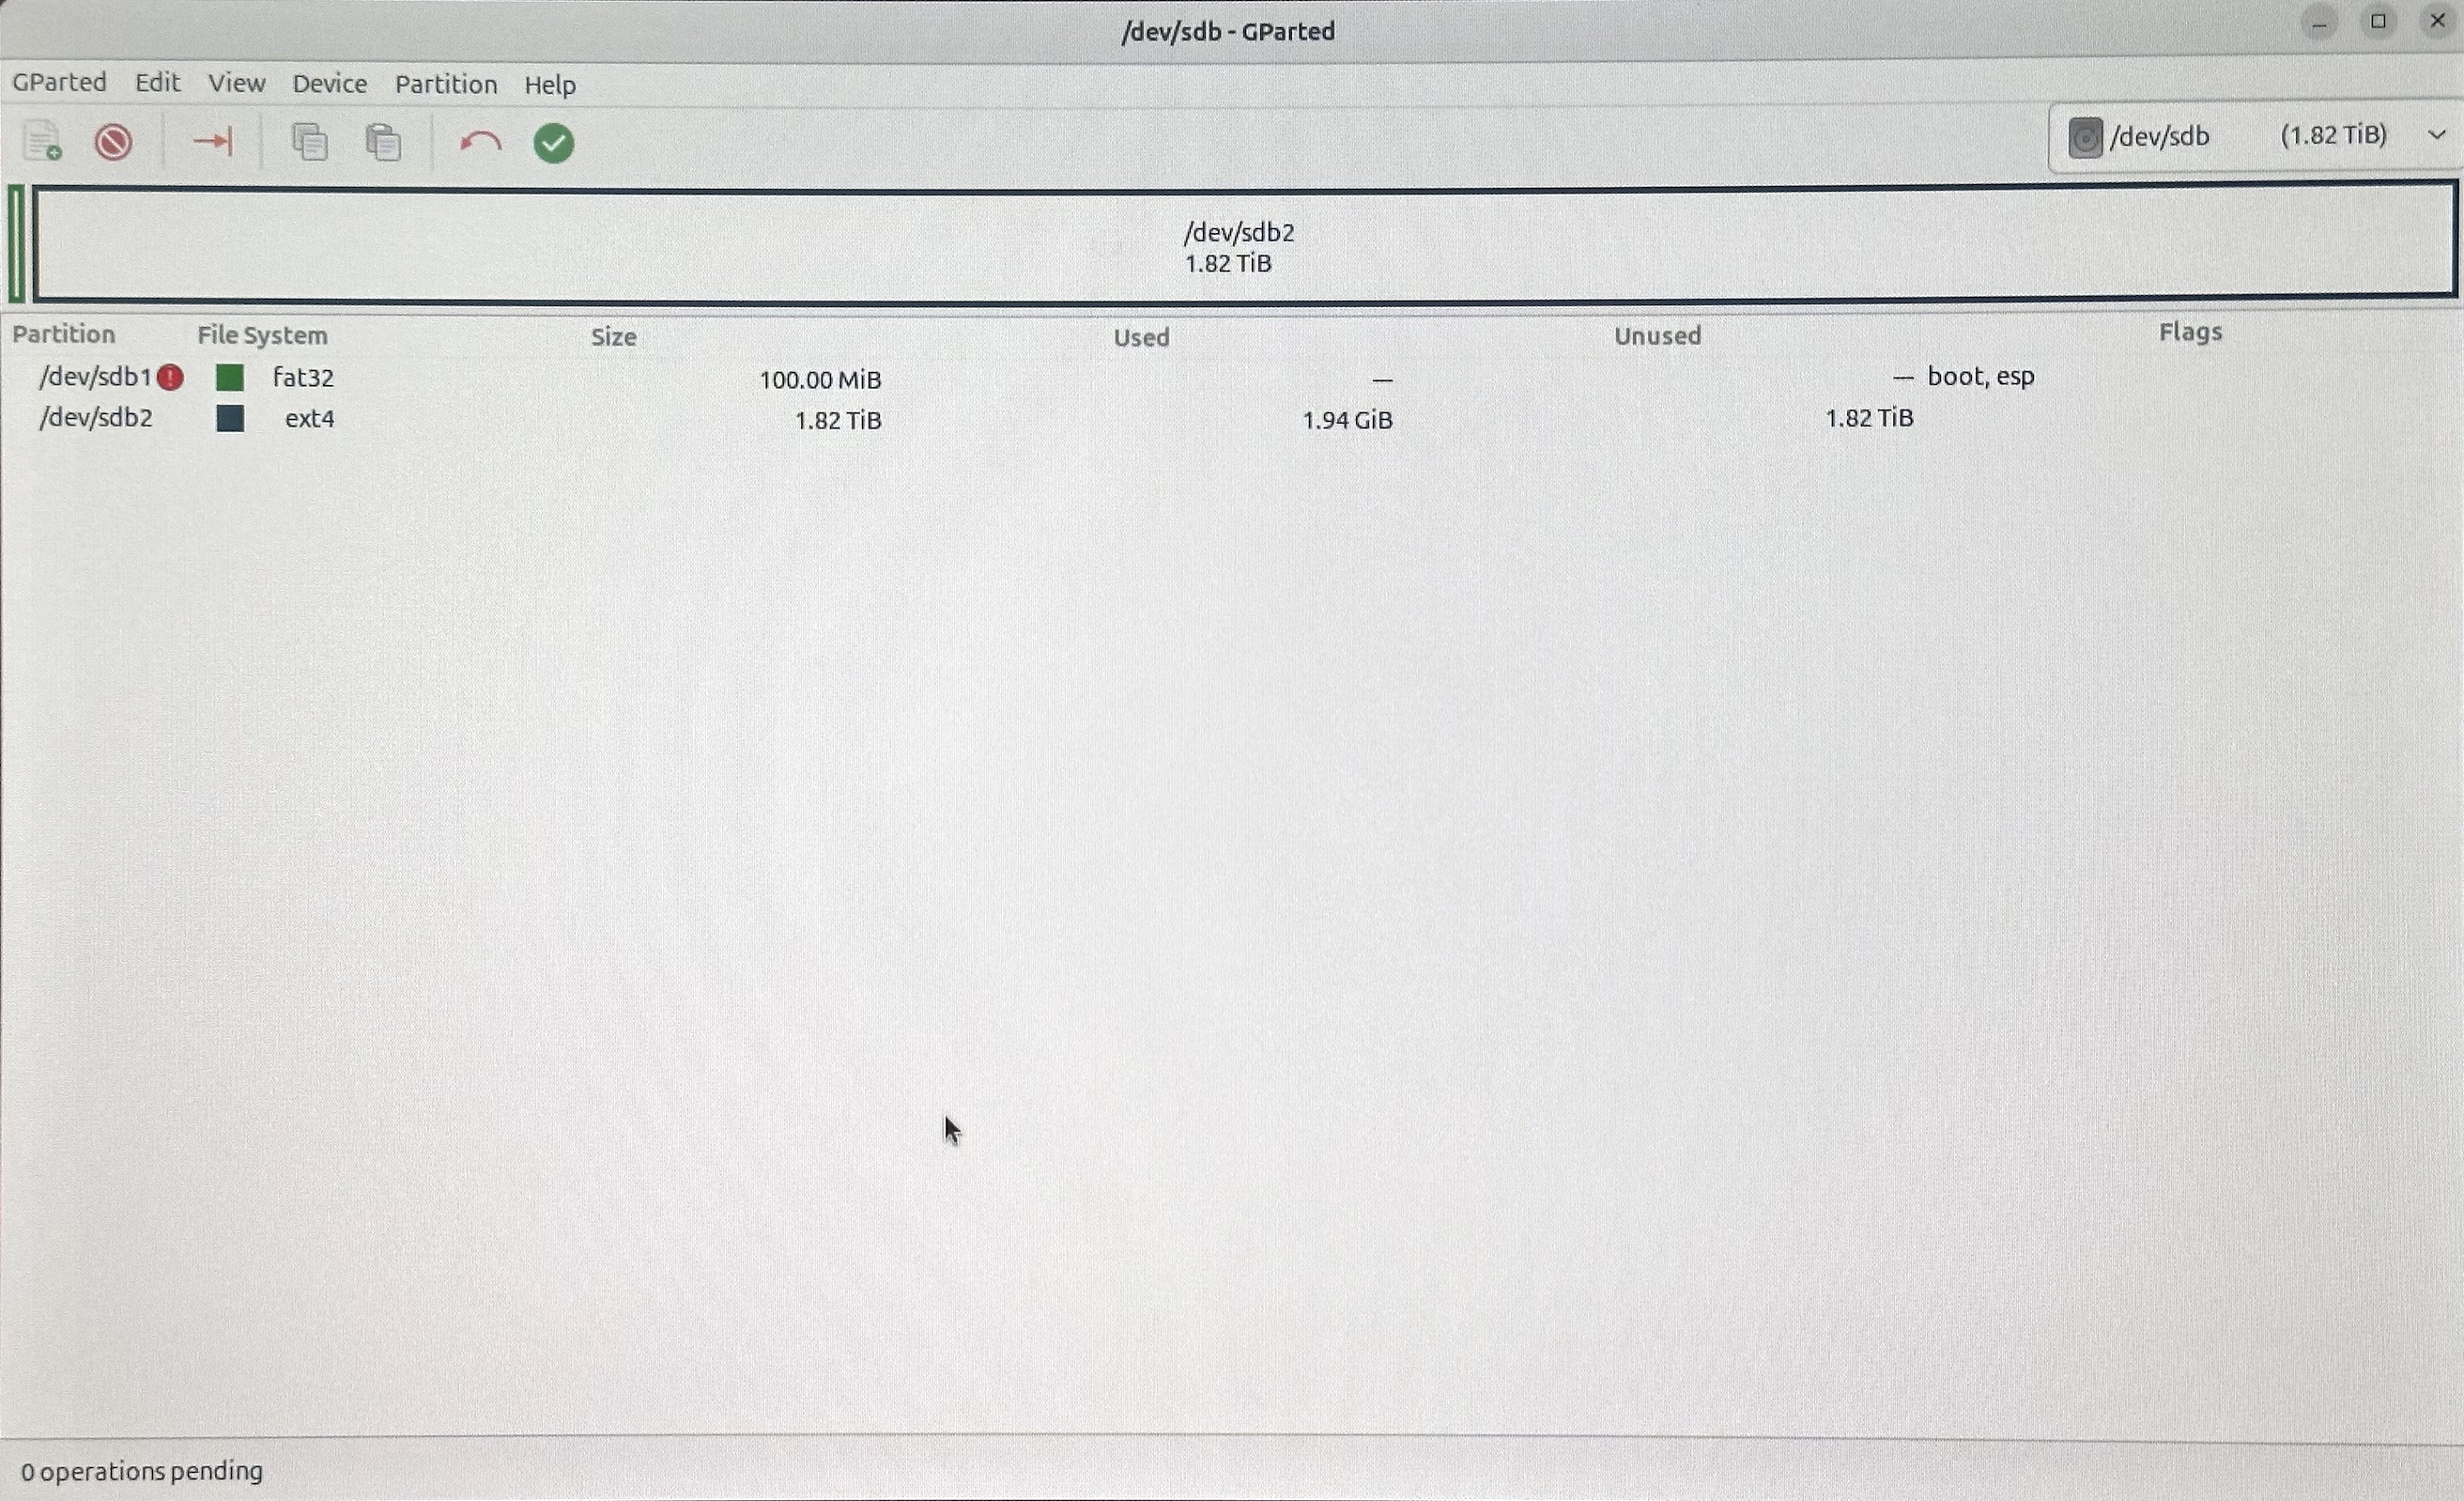 /dev/sdb - GParted
GParted Edit View Device Partition Help
/dev/sdb (1.82 TiB)
/dev/sdb2
1.82 TiB
Partition File System Size Used Unused Flags
/dev/sdb1 fat32 100.00 MiB — — boot, esp
/dev/sdb2 ext4 1.82 TiB 1.94 GiB 1.82 TiB
0 operations pending